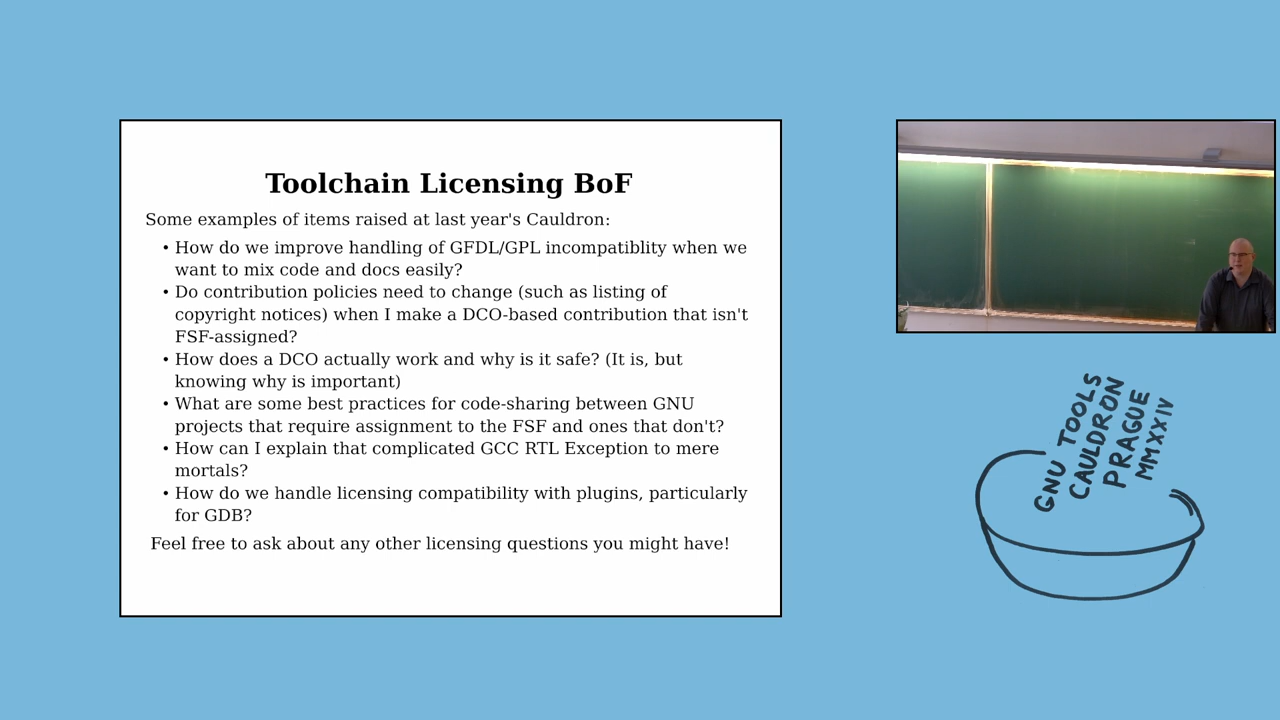 Toolchain Licensing BoF
Some examples of items raised at last year's Cauldron:
• How do we improve handling of GFDL/GPL incompatiblity when we
want to mix code and docs easily?
• Do contribution policies need to change (such as listing of
copyright notices) when I make a DCO-based contribution that isn't
FSF-assigned?
• How does a DCO actually work and why is it safe? (It is, but
knowing why is important)
• What are some best practices for code-sharing between GNU
projects that require assignment to the FSF and ones that don't?
• How can I explain that complicated GCC RTL Exception to mere
mortals?
• How do we handle licensing compatibility with plugins, particularly
for GDB?
Feel free to ask about any other licensing questions you might have!
GNU TOOLS
CAULDRON
PRAGUE
MMXXIV